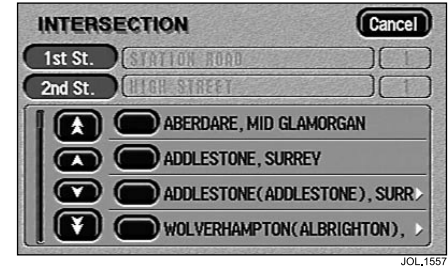 INTERSECTION Cancel
1st St. STATION ROAD 1
2nd St. HIGH STREET 1
ABERDARE, MID GLAMORGAN
ADDLESTONE, SURREY
ADDLESTONE(ADDLESTONE), SURR
WOLVERHAMPTON(ALBRIGHTON),
JOL.1557